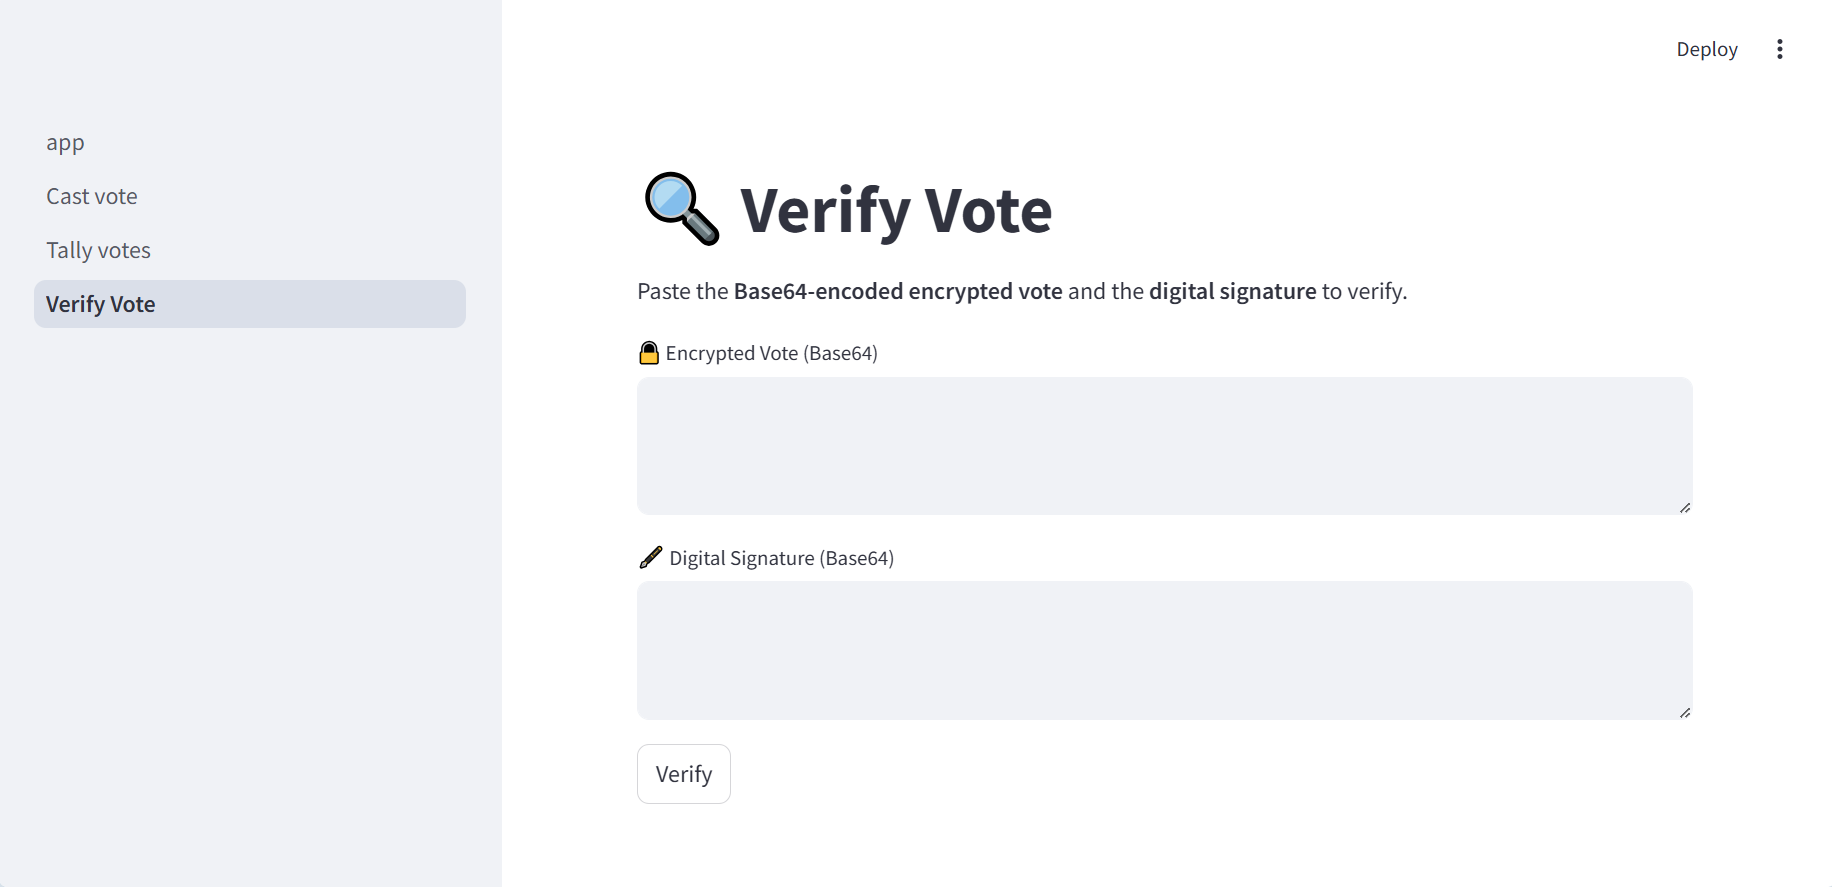 Deploy
app
Cast vote
Tally votes
Verify Vote
Verify Vote
Paste the Base64-encoded encrypted vote and the digital signature to verify.
Encrypted Vote (Base64)
Digital Signature (Base64)
Verify